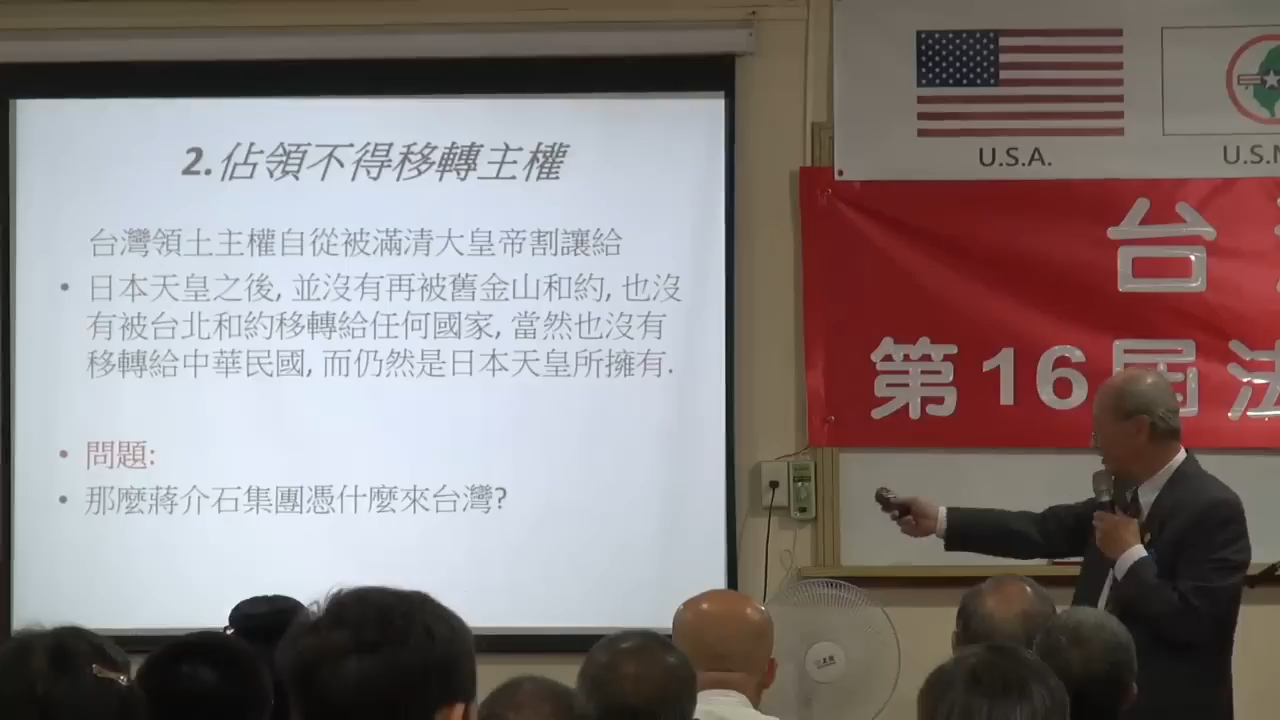 2.佔領不得移轉主權
台灣領土主權自從被滿清大皇帝割讓給
• 日本天皇之後, 並沒有再被舊金山和約, 也沒
有被台北和約移轉給任何國家, 當然也沒有
移轉給中華民國, 而仍然是日本天皇所擁有.
• 問題:
• 那麼蔣介石集團憑什麼來台灣?
U.S.A.
U.S.
台
第16屆法